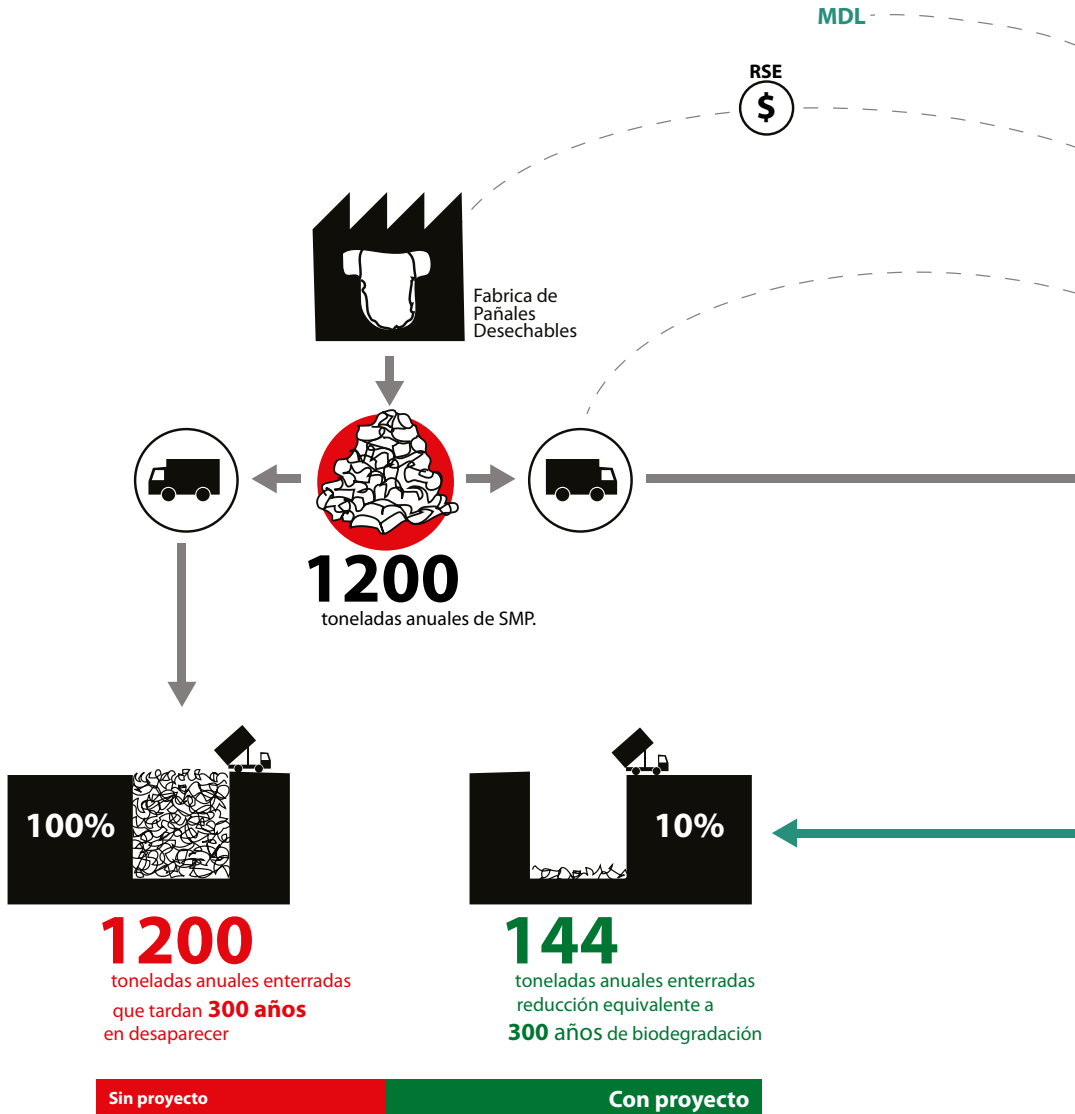 MDL
RSE
$
Fabrica de
Pañales
Desechables
1200
toneladas anuales de SMP.
100%
10%
1200
toneladas anuales enterradas
que tardan 300 años
en desaparecer
144
toneladas anuales enterradas
reducción equivalente a
300 años de biodegradación
Sin proyecto
Con proyecto